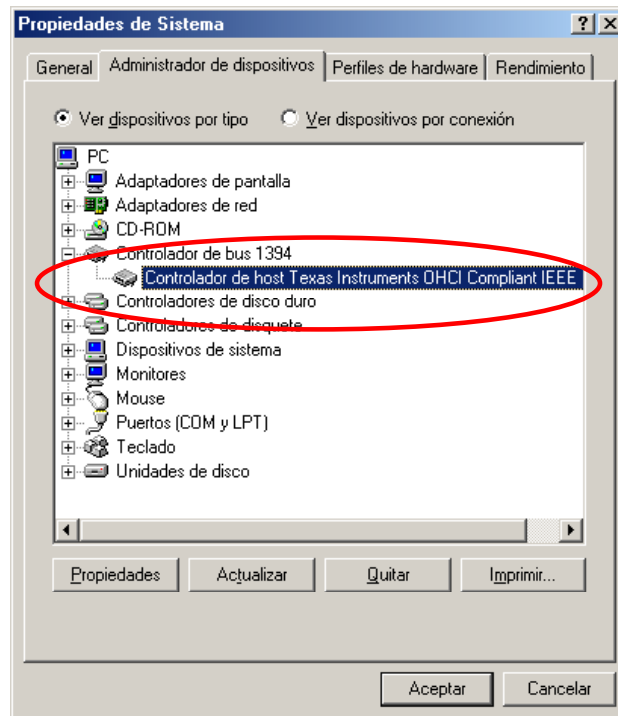 Propiedades de Sistema
General Administrador de dispositivos Perfiles de hardware Rendimiento
Ver dispositivos por tipo Ver dispositivos por conexión
PC
Adaptadores de pantalla
Adaptadores de red
CD-ROM
Controlador de bus 1394
Controlador de host Texas Instruments OHCI Compliant IEEE
Controladores de disco duro
Controladores de disquete
Dispositivos de sistema
Monitores
Mouse
Puertos (COM y LPT)
Teclado
Unidades de disco
Propiedades Actualizar Quitar Imprimir...
Aceptar Cancelar